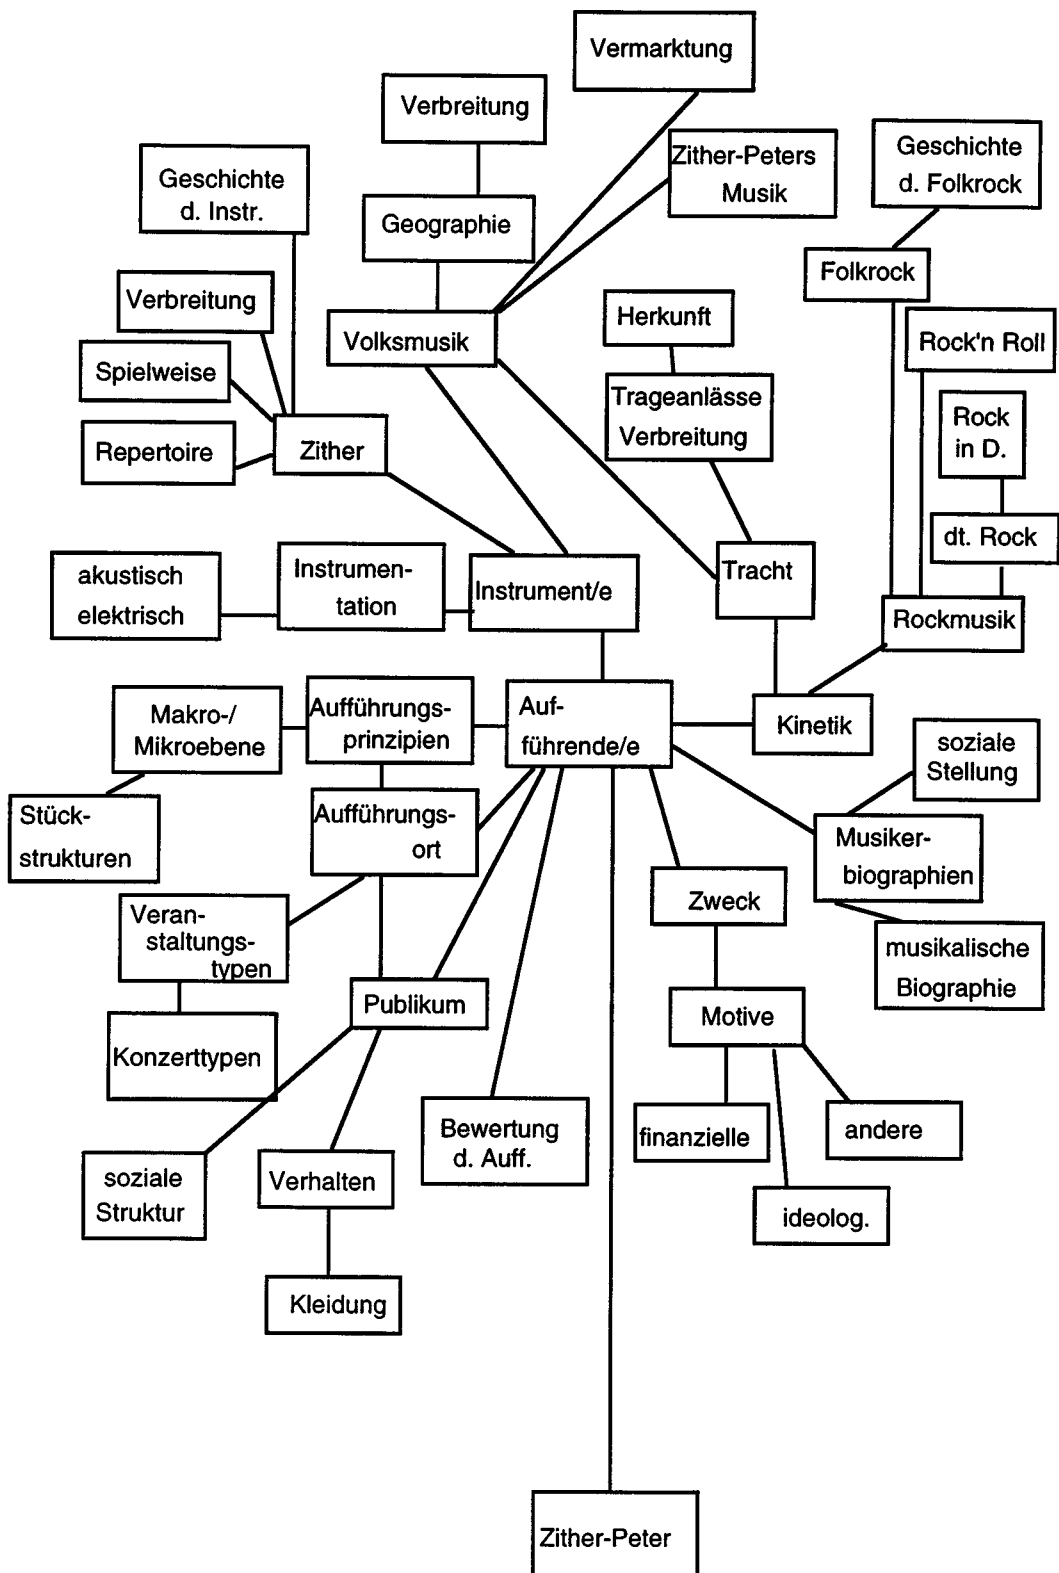 Vermarktung
Verbreitung
Zither-Peters
Musik
Geschichte
d. Folkrock
Geschichte
d. Instr.
Geographie
Folkrock
Verbreitung
Herkunft
Volksmusik
Rock'n Roll
Spielweise
Trageanlässe
Verbreitung
Rock
in D.
Repertoire
Zither
dt. Rock
akustisch
elektrisch
Instrumen-
tation
Instrument/e
Tracht
Rockmusik
Makro-/
Mikroebene
Aufführungs-
prinzipien
Auf-
führende/e
Kinetik
soziale
Stellung
Stück-
strukturen
Aufführungs-
ort
Musiker-
biographien
Zweck
Veran-
staltungs-
typen
musikalische
Biographie
Publikum
Motive
Konzerttypen
Bewertung
d. Auff.
finanzielle
andere
soziale
Struktur
Verhalten
ideolog.
Kleidung
Zither-Peter